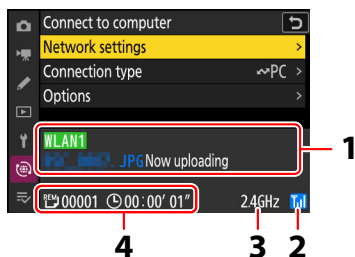 Connect to computer
Network settings
Connection type PC
Options
WLAN1
.JPG Now uploading
1
REM 00001 00:00′ 01″ 2.4GHz
4 3 2